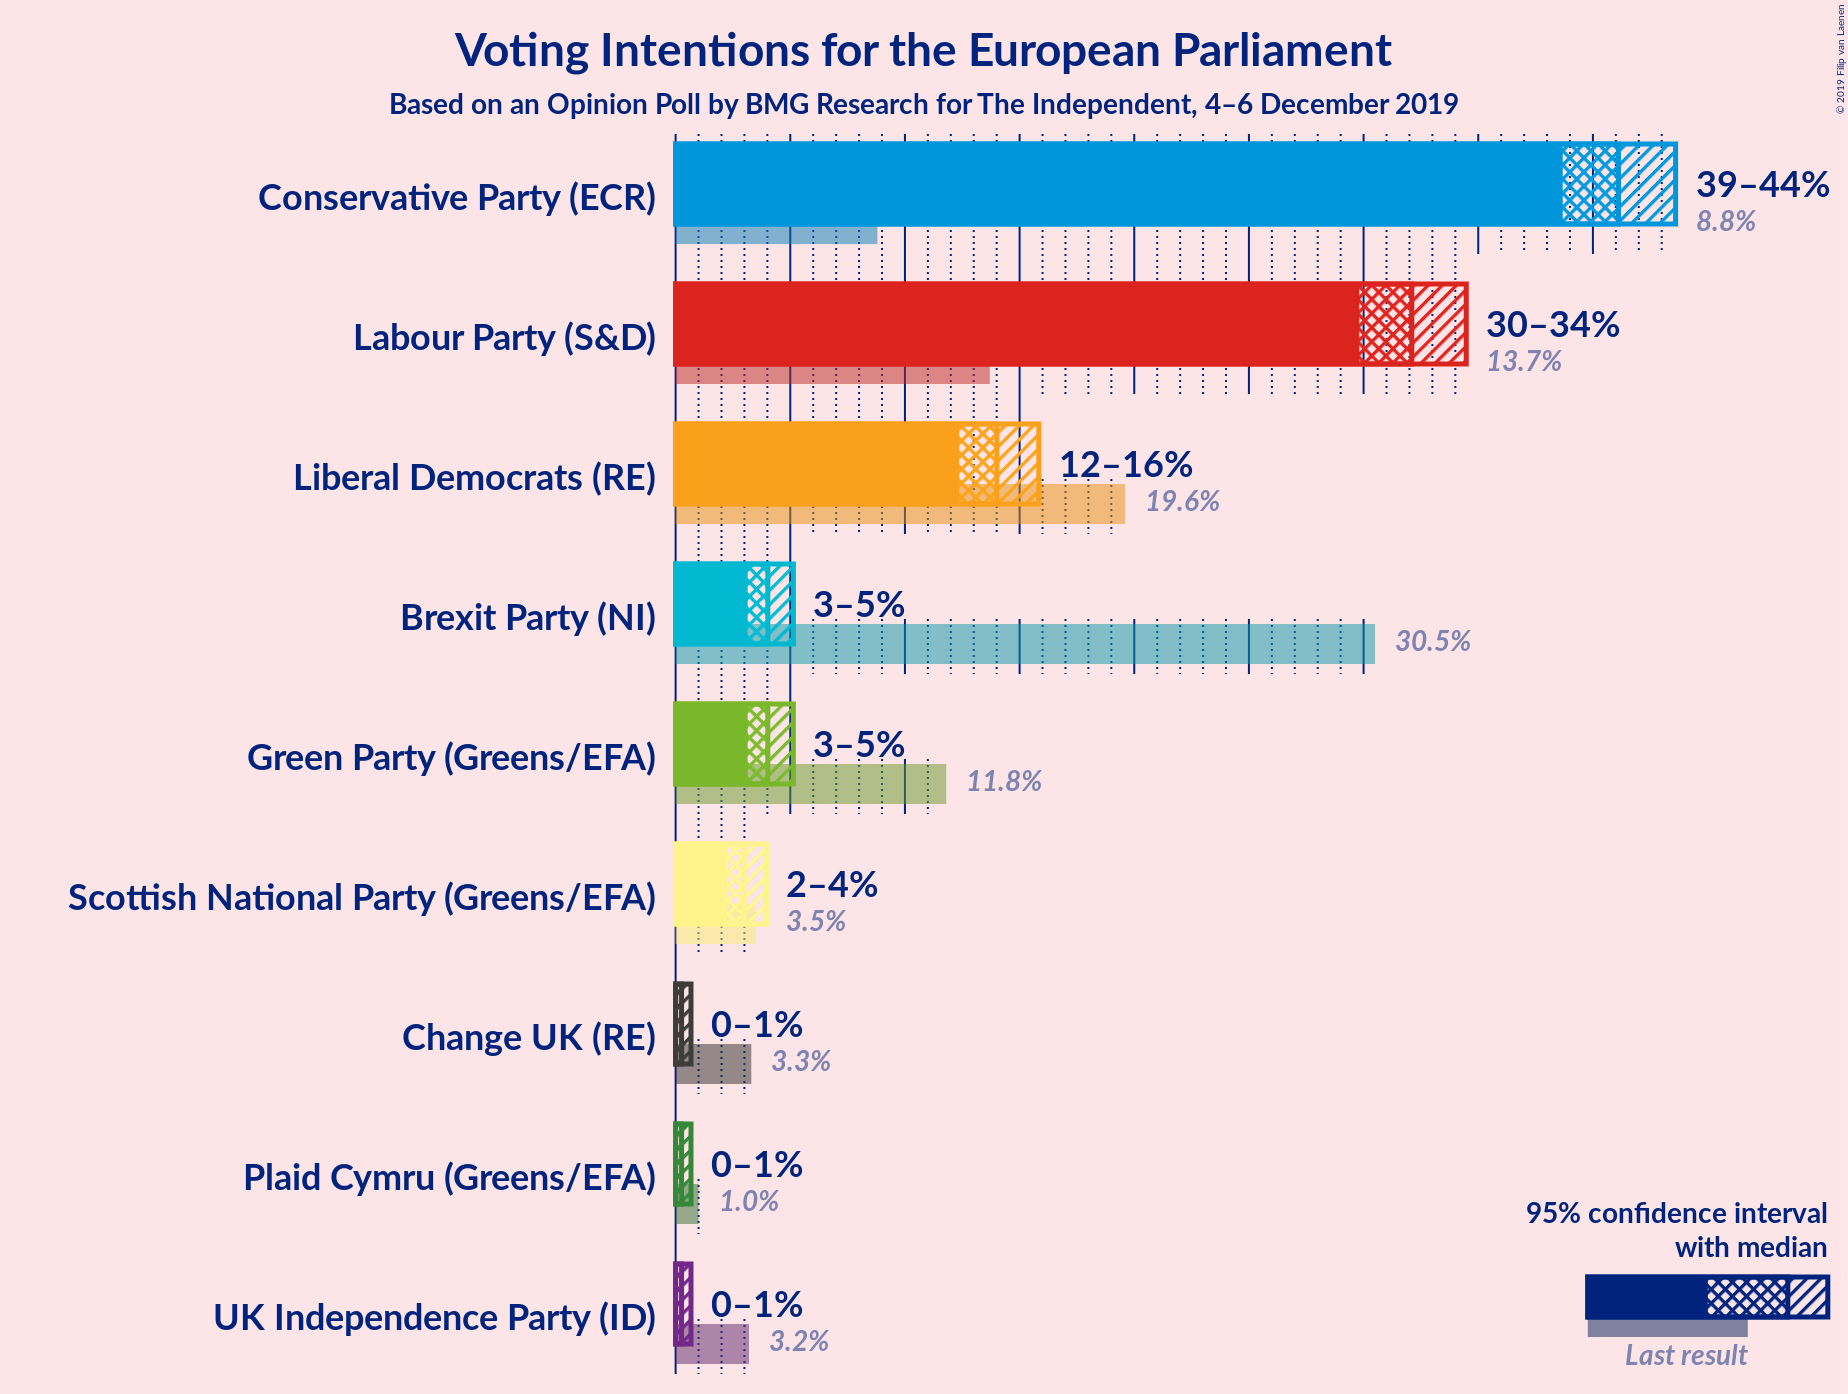 Voting Intentions for the European Parliament
Based on an Opinion Poll by BMG Research for The Independent, 4–6 December 2019
© 2019 Filip van Laenen
Conservative Party (ECR)
39–44%
8.8%
Labour Party (S&D)
30–34%
13.7%
Liberal Democrats (RE)
12–16%
19.6%
Brexit Party (NI)
3–5%
30.5%
Green Party (Greens/EFA)
3–5%
11.8%
Scottish National Party (Greens/EFA)
2–4%
3.5%
Change UK (RE)
0–1%
3.3%
Plaid Cymru (Greens/EFA)
0–1%
1.0%
UK Independence Party (ID)
0–1%
3.2%
95% confidence interval
with median
Last result